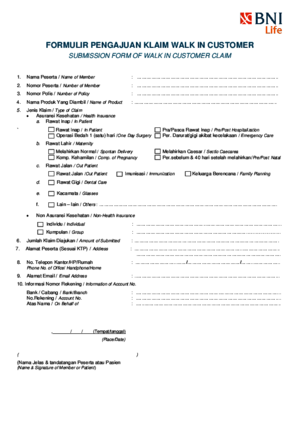 BNI
Life
FORMULIR PENGAJUAN KLAIM WALK IN CUSTOMER
SUBMISSION FORM OF WALK IN CUSTOMER CLAIM
1. Nama Peserta / Name of Member :
2. Nomor Peserta / Number of Member :
3. Nomor Polis / Number of Policy :
4. Nama Produk Yang Diambil / Name of Product :
5. Jenis Klaim / Type of Claim
• Asuransi Kesehatan / Health Insurance
a. Rawat Inap / In Patient
Rawat Inap / In Patient Pra/Pasca Rawat Inap / Pre/Post Hospitalization
Operasi Bedah 1 (satu) hari / One Day Surgery Per. Darurat/gigi akibat kecelakaan / Emergency Care
b. Rawat Lahir / Maternity
Melahirkan Normal / Spontan Delivery Melahirkan Caesar / Sectio Caesarea
Komp. Kehamilan / Comp. of Pregnancy Per.sebelum & 40 hari setelah melahirkan / Pre/Post Natal
c. Rawat Jalan / Out Patient
Rawat Jalan / Out Patient Imunisasi / Immunization Keluarga Berencana / Family Planning
d. Rawat Gigi / Dental Care
e. Kacamata / Glasses
f. Lain – lain / Others :
• Non Asuransi Kesehatan / Non-Health Insurance
Individu / Individual :
Kumpulan / Group :
6. Jumlah Klaim Diajukan / Amount of Submitted :
7. Alamat Peserta (Sesuai KTP) / Address :
8. No. Telepon Kantor/HP/Rumah : / /
Phone No. of Office/ Handphone/Home
9. Alamat Email / Email Address :
10. Informasi Nomor Rekening / Information of Account No.
Bank / Cabang / Bank/Branch :
No.Rekening / Account No. :
Atas Nama / On Behalf of :
, / / (Tempat/tanggal)
(Place/Date)
( )
(Nama Jelas & tandatangan Peserta atau Pasien
(Name & Signature of Member or Patient)